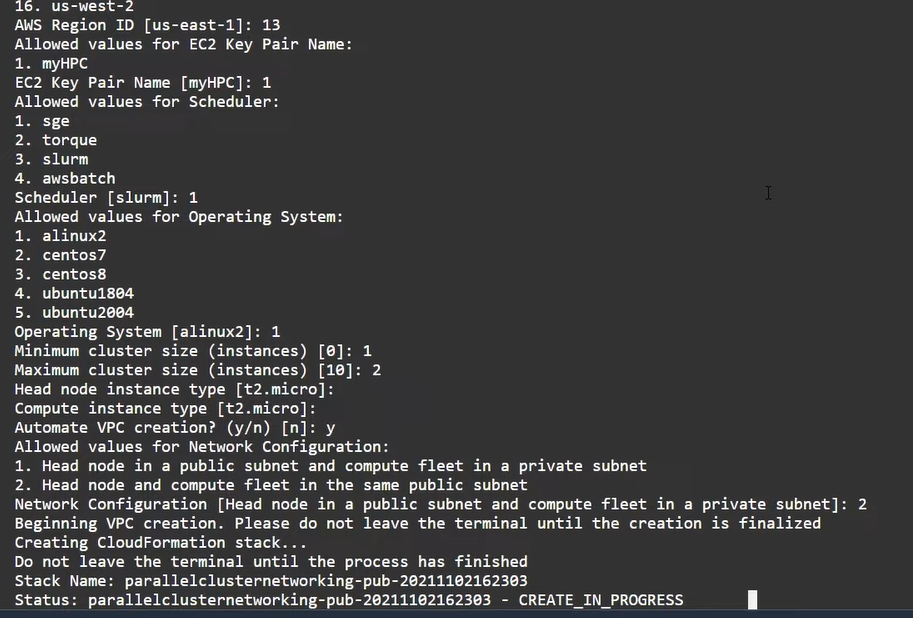 16. us-west-2
AWS Region ID [us-east-1]: 13
Allowed values for EC2 Key Pair Name:
1. myHPC
EC2 Key Pair Name [myHPC]: 1
Allowed values for Scheduler:
1. sge
2. torque
3. slurm
4. awsbatch
Scheduler [slurm]: 1
Allowed values for Operating System:
1. alinux2
2. centos7
3. centos8
4. ubuntu1804
5. ubuntu2004
Operating System [alinux2]: 1
Minimum cluster size (instances) [0]: 1
Maximum cluster size (instances) [10]: 2
Head node instance type [t2.micro]:
Compute instance type [t2.micro]:
Automate VPC creation? (y/n) [n]: y
Allowed values for Network Configuration:
1. Head node in a public subnet and compute fleet in a private subnet
2. Head node and compute fleet in the same public subnet
Network Configuration [Head node in a public subnet and compute fleet in a private subnet]: 2
Beginning VPC creation. Please do not leave the terminal until the creation is finalized
Creating CloudFormation stack...
Do not leave the terminal until the process has finished
Stack Name: parallelclusternetworking-pub-20211102162303
Status: parallelclusternetworking-pub-20211102162303 - CREATE_IN_PROGRESS